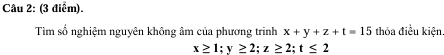 Câu 2: (3 điểm).
Tìm số nghiệm nguyên không âm của phương trình x + y + z + t = 15 thỏa điều kiện.
x ≥ 1; y ≥ 2; z ≥ 2; t ≤ 2